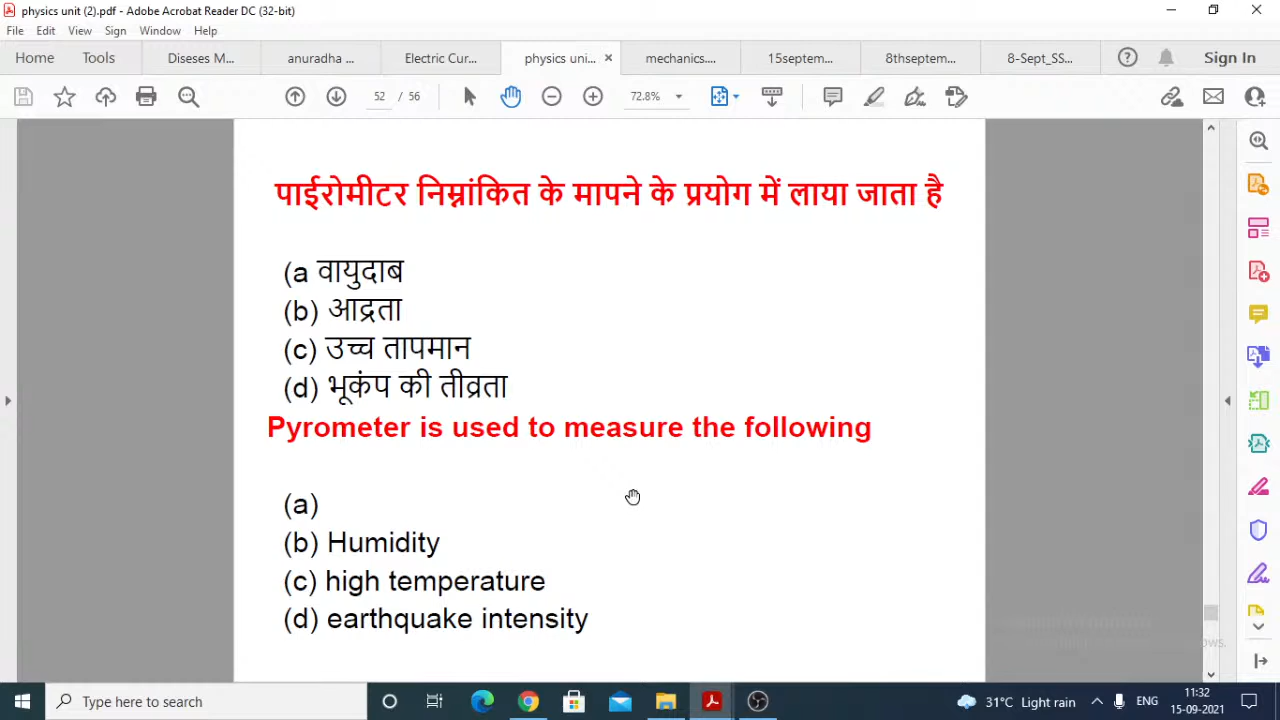 physics unit (2).pdf - Adobe Acrobat Reader DC (32-bit)
File Edit View Sign Window Help
Home Tools Diseses M... anuradha ... Electric Cur... physics uni... × mechanics.... 15septem... 8thseptem... 8-Sept_SS... Sign In
52 / 56 72.8%
पाईरोमीटर निम्नांकित के मापने के प्रयोग में लाया जाता है
(a वायुदाब
(b) आद्रता
(c) उच्च तापमान
(d) भूकंप की तीव्रता
Pyrometer is used to measure the following
(a)
(b) Humidity
(c) high temperature
(d) earthquake intensity
Type here to search
31°C Light rain ENG 11:32
15-09-2021